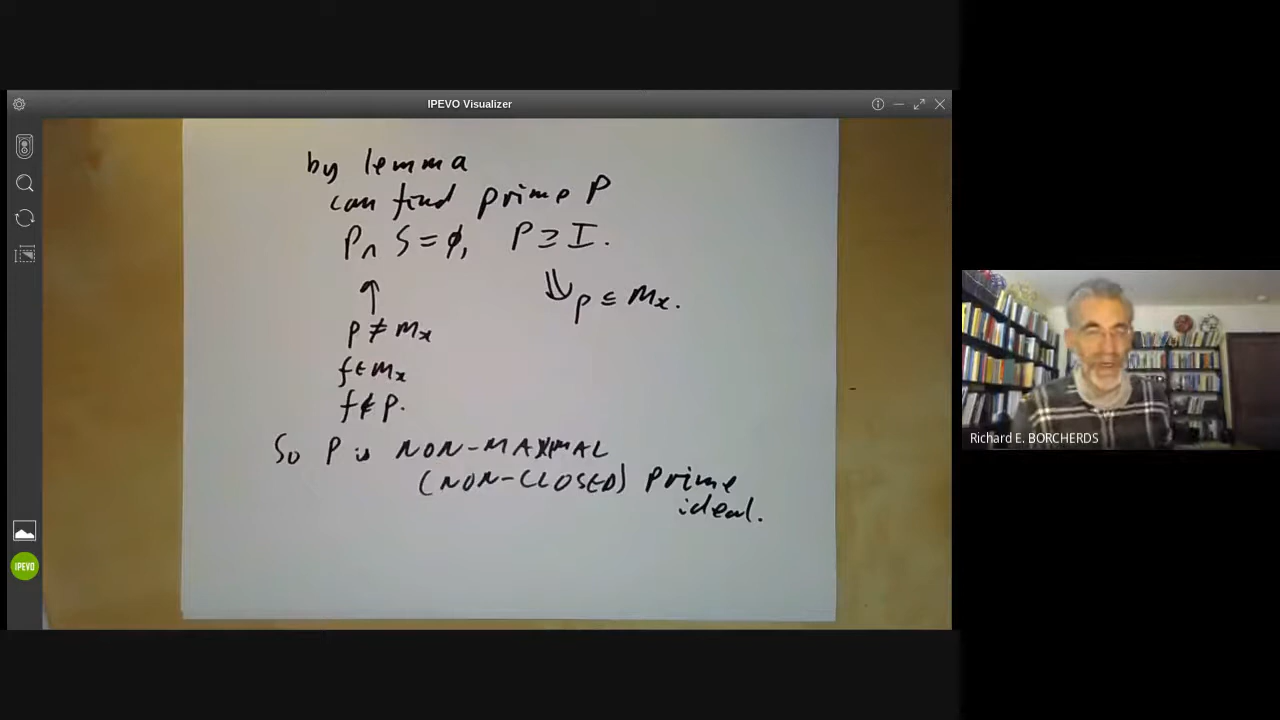 IPEVO Visualizer
by lemma
can find prime P
P ∩ S = ∅, P ⊇ I.
⇓ P ⊆ mx.
↑
P ≠ mx
f ∈ mx
f ∉ P.
So P is NON-MAXIMAL
(NON-CLOSED) prime
ideal.
IPEVO
Richard E. BORCHERDS